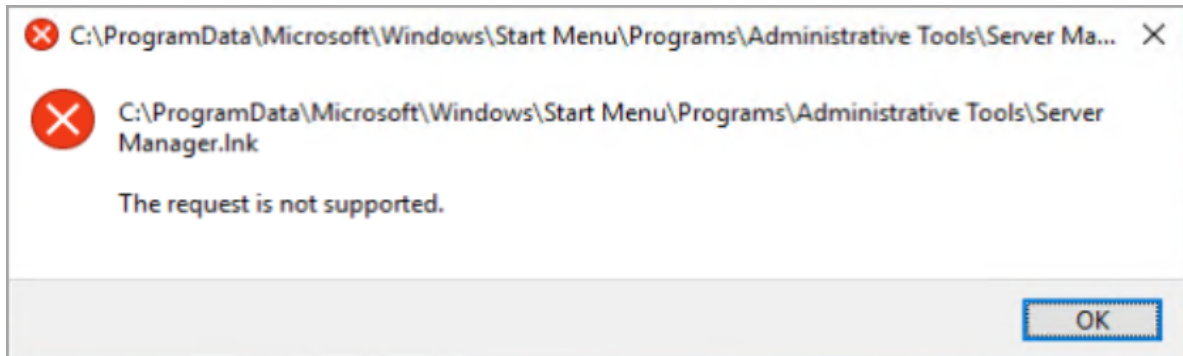 C:\ProgramData\Microsoft\Windows\Start Menu\Programs\Administrative Tools\Server Ma...
C:\ProgramData\Microsoft\Windows\Start Menu\Programs\Administrative Tools\Server
Manager.lnk
The request is not supported.
OK